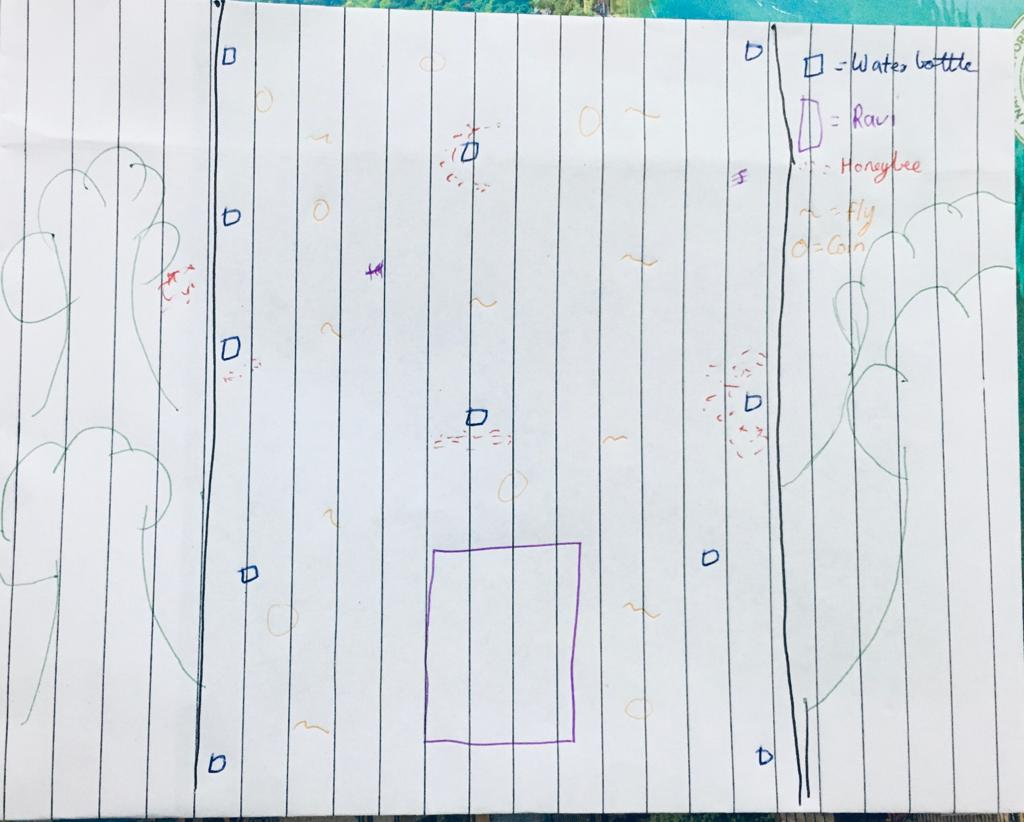 = Water bottle
= Ravi
= Honeybee
~ = fly
= Coin